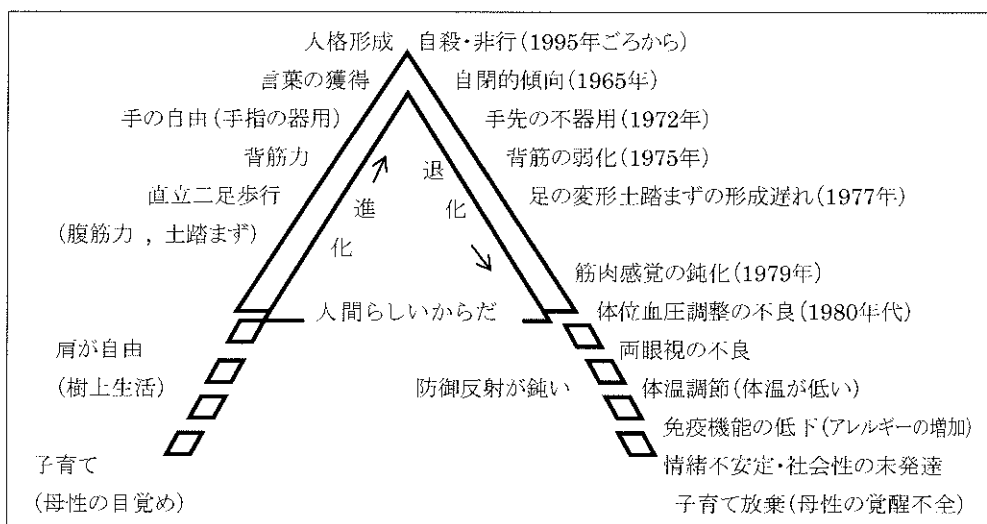 人格形成 自殺・非行(1995年ごろから)
言葉の獲得 自閉的傾向(1965年)
手の自由(手指の器用) 手先の不器用(1972年)
背筋力 背筋の弱化(1975年)
直立二足歩行 足の変形土踏まずの形成遅れ(1977年)
(腹筋力 , 土踏まず)
進化
退化
筋肉感覚の鈍化(1979年)
人間らしいからだ 体位血圧調整の不良(1980年代)
肩が自由 両眼視の不良
(樹上生活) 防御反射が鈍い 体温調節(体温が低い)
免疫機能の低下(アレルギーの増加)
子育て 情緒不安定・社会性の未発達
(母性の目覚め) 子育て放棄(母性の覚醒不全)